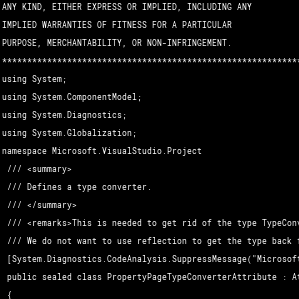 ANY KIND, EITHER EXPRESS OR IMPLIED, INCLUDING ANY
IMPLIED WARRANTIES OF FITNESS FOR A PARTICULAR
PURPOSE, MERCHANTABILITY, OR NON-INFRINGEMENT.
************************************************************
using System;
using System.ComponentModel;
using System.Diagnostics;
using System.Globalization;
namespace Microsoft.VisualStudio.Project
/// <summary>
/// Defines a type converter.
/// </summary>
/// <remarks>This is needed to get rid of the type TypeConv
/// We do not want to use reflection to get the type back
[System.Diagnostics.CodeAnalysis.SuppressMessage("Microsoft
public sealed class PropertyPageTypeConverterAttribute : At
{